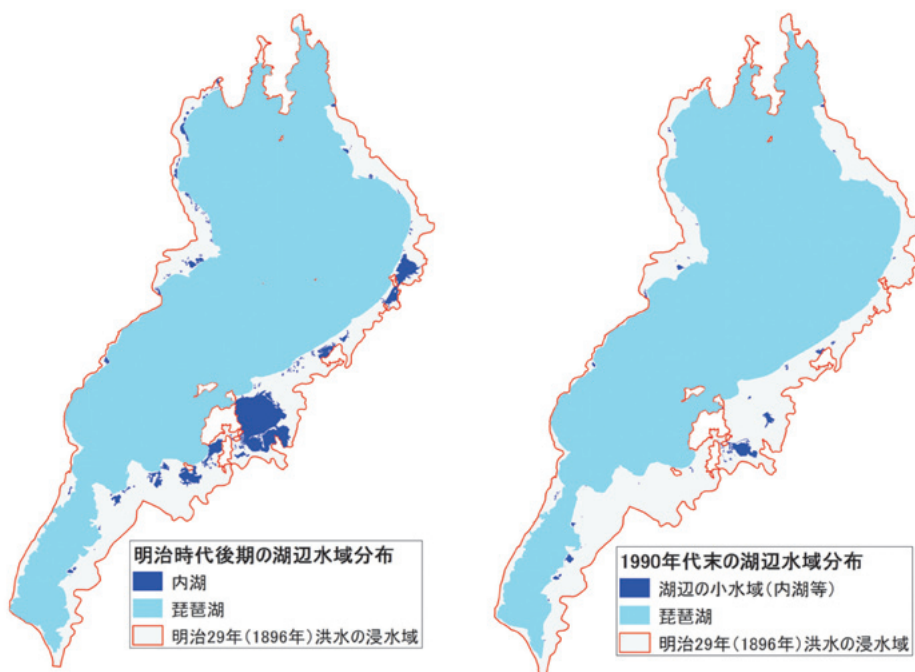 明治時代後期の湖辺水域分布
内湖
琵琶湖
明治29年(1896年)洪水の浸水域
1990年代末の湖辺水域分布
湖辺の小水域(内湖等)
琵琶湖
明治29年(1896年)洪水の浸水域